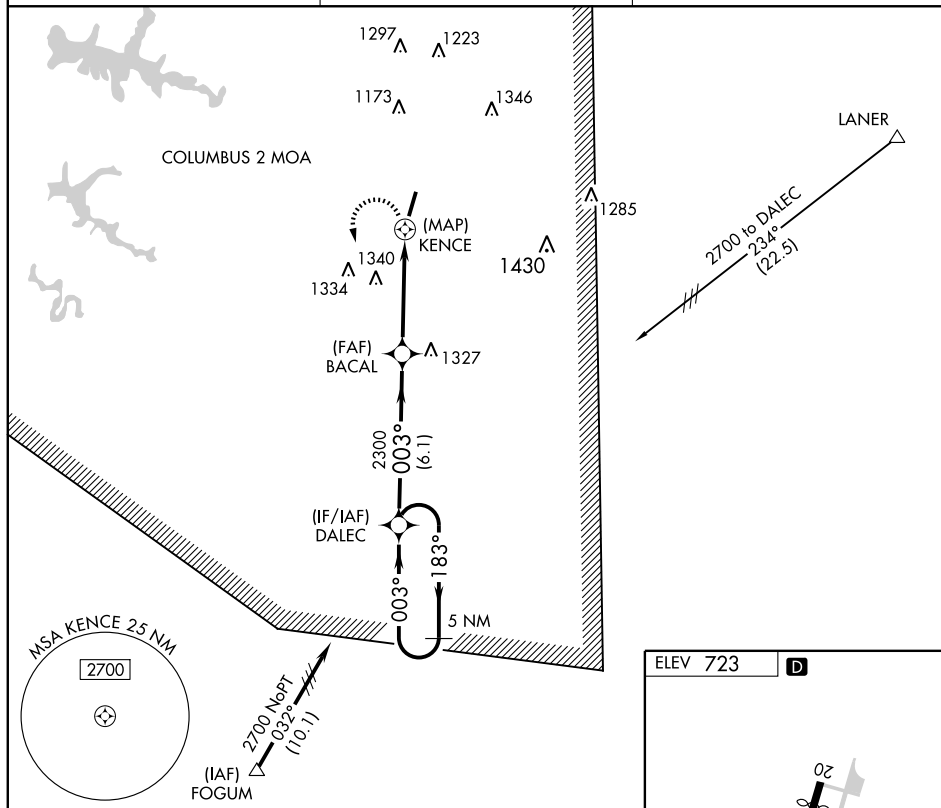 1297
1223
1173
1346
LANER
COLUMBUS 2 MOA
1285
2700 to DALEC
234°
(22.5)
(MAP)
KENCE
1430
1340
1334
(FAF)
BACAL
1327
2300
003°
(6.1)
(IF/IAF)
DALEC
183°
003°
5 NM
MSA KENCE 25 NM
2700
2700 NoPT
032°
(10.1)
(IAF)
FOGUM
ELEV 723
D
20